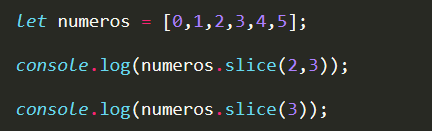 let numeros = [0,1,2,3,4,5];
console.log(numeros.slice(2,3));
console.log(numeros.slice(3));